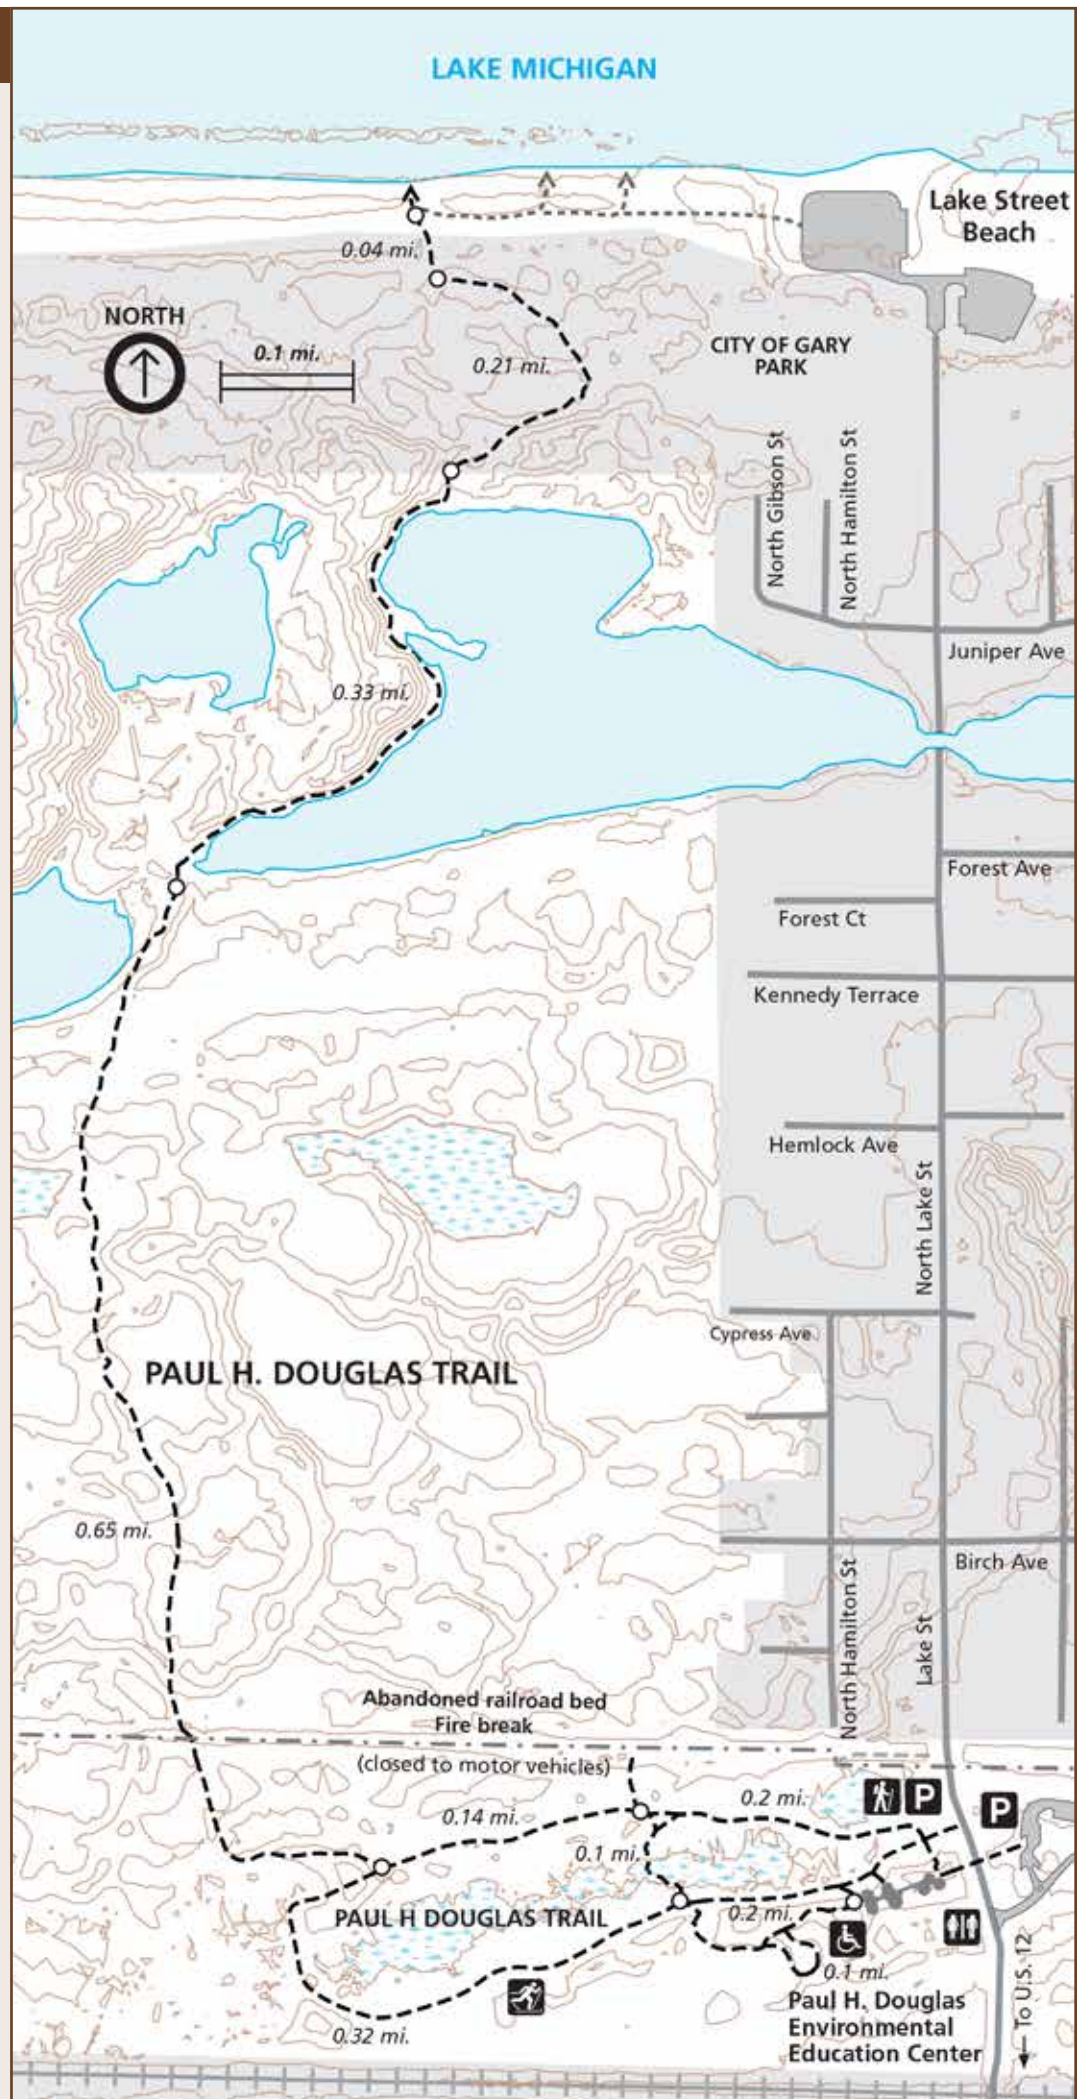 LAKE MICHIGAN
Lake Street
Beach
0.04 mi.
NORTH
0.1 mi.
0.21 mi.
CITY OF GARY
PARK
North Gibson St
North Hamilton St
Juniper Ave
0.33 mi.
Forest Ave
Forest Ct
Kennedy Terrace
Hemlock Ave
North Lake St
Cypress Ave
PAUL H. DOUGLAS TRAIL
0.65 mi.
Birch Ave
North Hamilton St
Lake St
Abandoned railroad bed
Fire break
(closed to motor vehicles)
0.2 mi.
P
P
0.14 mi.
0.1 mi.
PAUL H DOUGLAS TRAIL
0.2 mi.
0.1 mi.
To U.S. 12
Paul H. Douglas
Environmental
Education Center
0.32 mi.